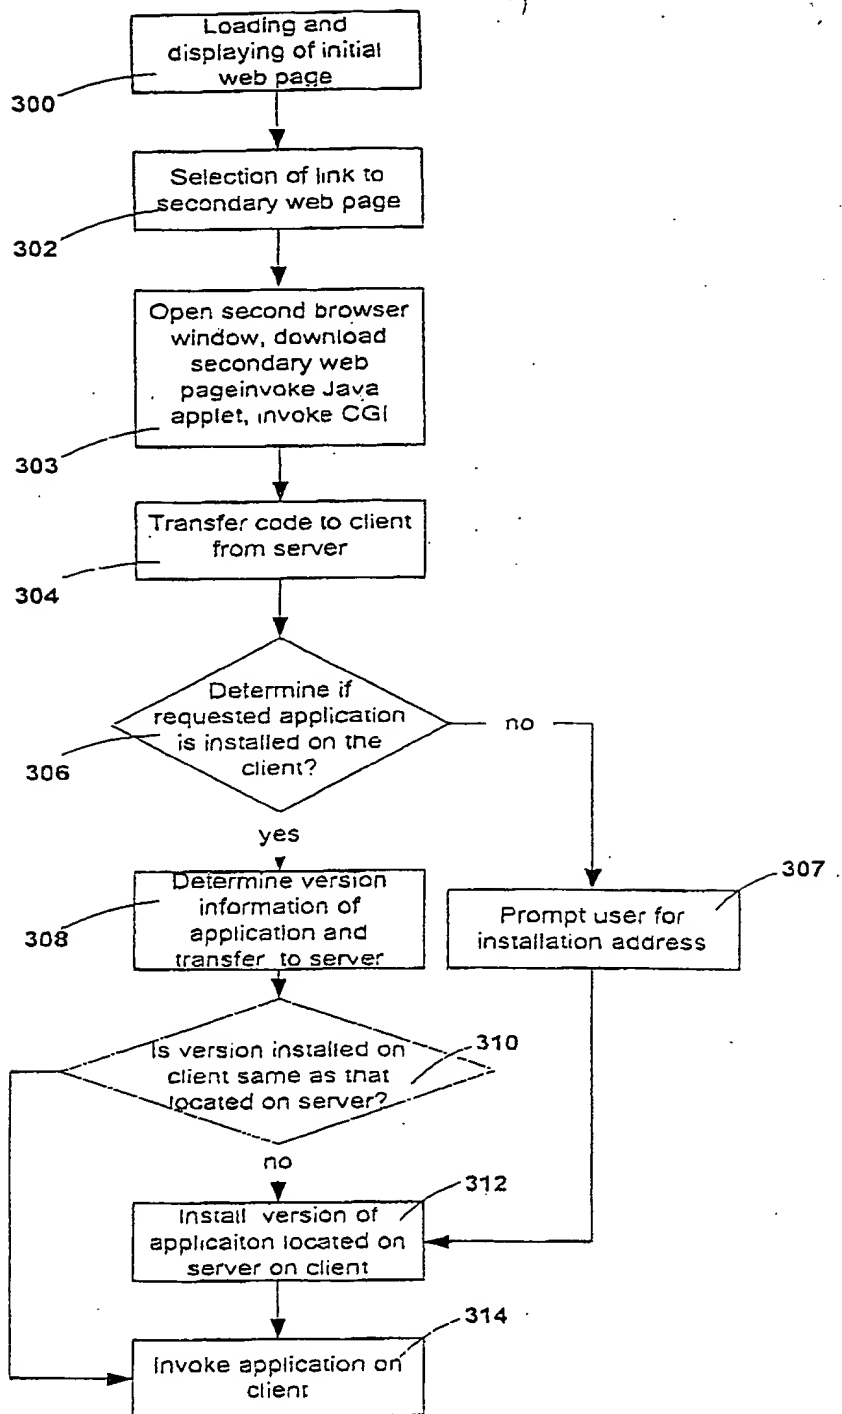 Loading and
displaying of initial
web page
300
Selection of link to
secondary web page
302
Open second browser
window, download
secondary web
pageinvoke Java
applet, invoke CGI
303
Transfer code to client
from server
304
Determine if
requested application
is installed on the
client?
306
no
yes
307
Prompt user for
installation address
Determine version
information of
application and
transfer to server
308
Is version installed on
client same as that
located on server?
310
no
312
Install version of
applicaiton located on
server on client
314
Invoke application on
client